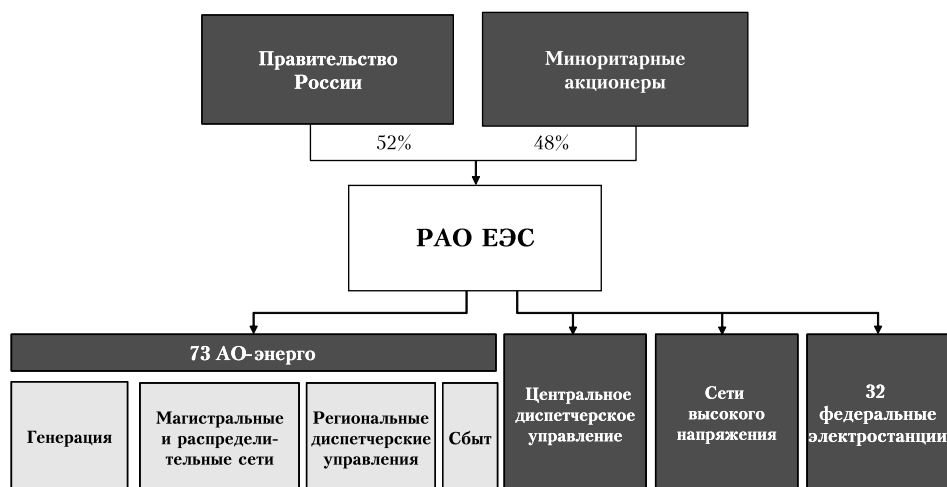 Правительство
России
Миноритарные
акционеры
52%
48%
РАО ЕЭС
73 АО-энерго
Генерация
Магистральные
и распредели-
тельные сети
Региональные
диспетчерские
управления
Сбыт
Центральное
диспетчерское
управление
Сети
высокого
напряжения
32
федеральные
электростанции